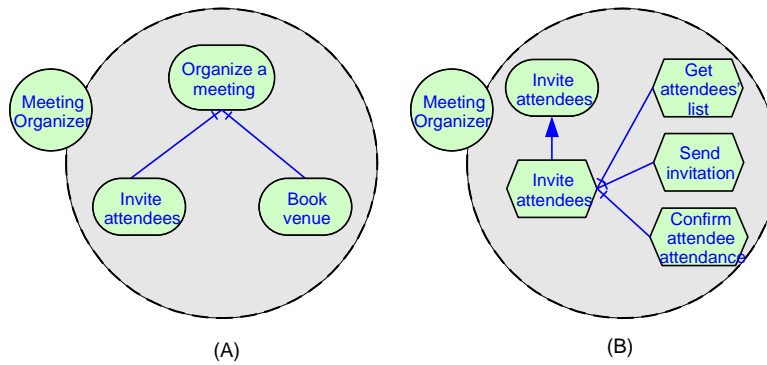 Meeting
Organizer
Organize a
meeting
Invite
attendees
Book
venue
(A)
Meeting
Organizer
Invite
attendees
Invite
attendees
Get
attendees'
list
Send
invitation
Confirm
attendee
attendance
(B)